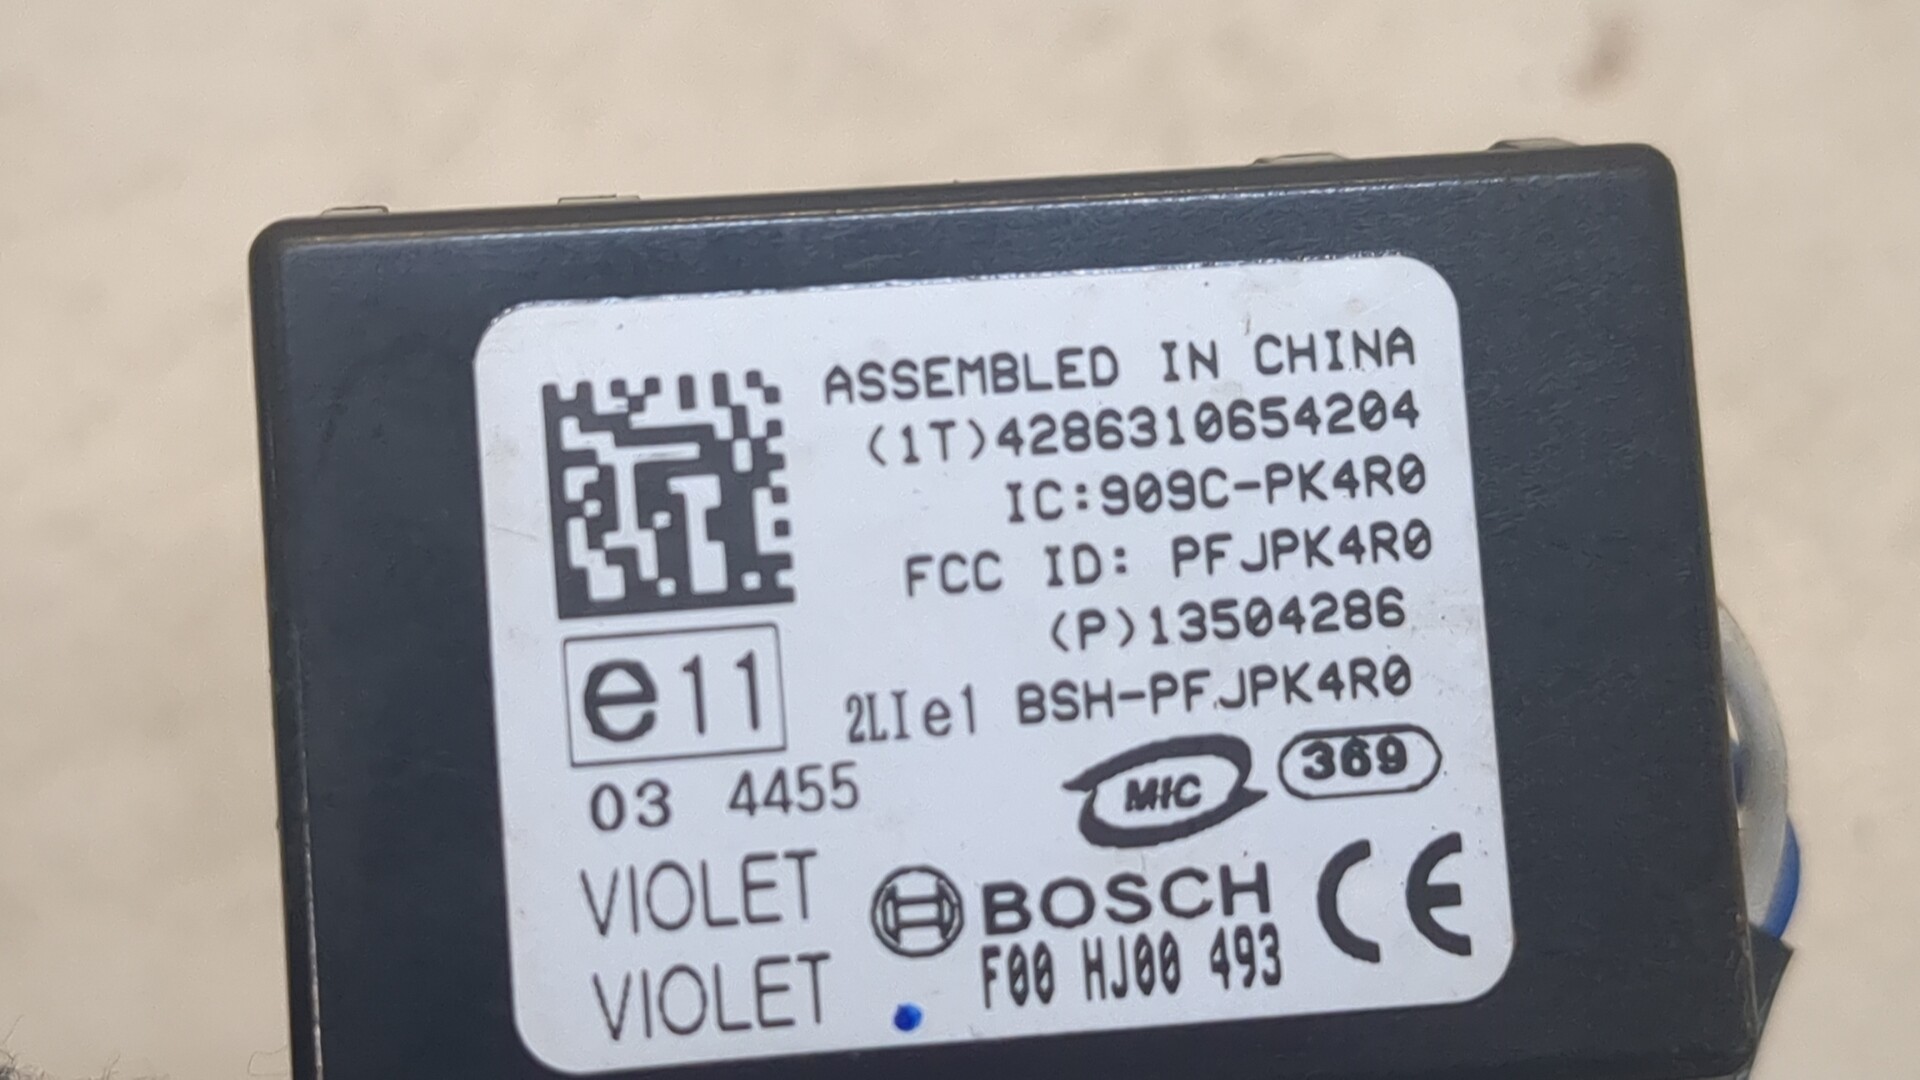 ASSEMBLED IN CHINA
(1T)4286310654204
IC:909C-PK4R0
FCC ID: PFJPK4R0
(P)13504286
e11
2LIe1 BSH-PFJPK4R0
03 4455
MIC 369
VIOLET
BOSCH CE
F00 HJ00 493
VIOLET